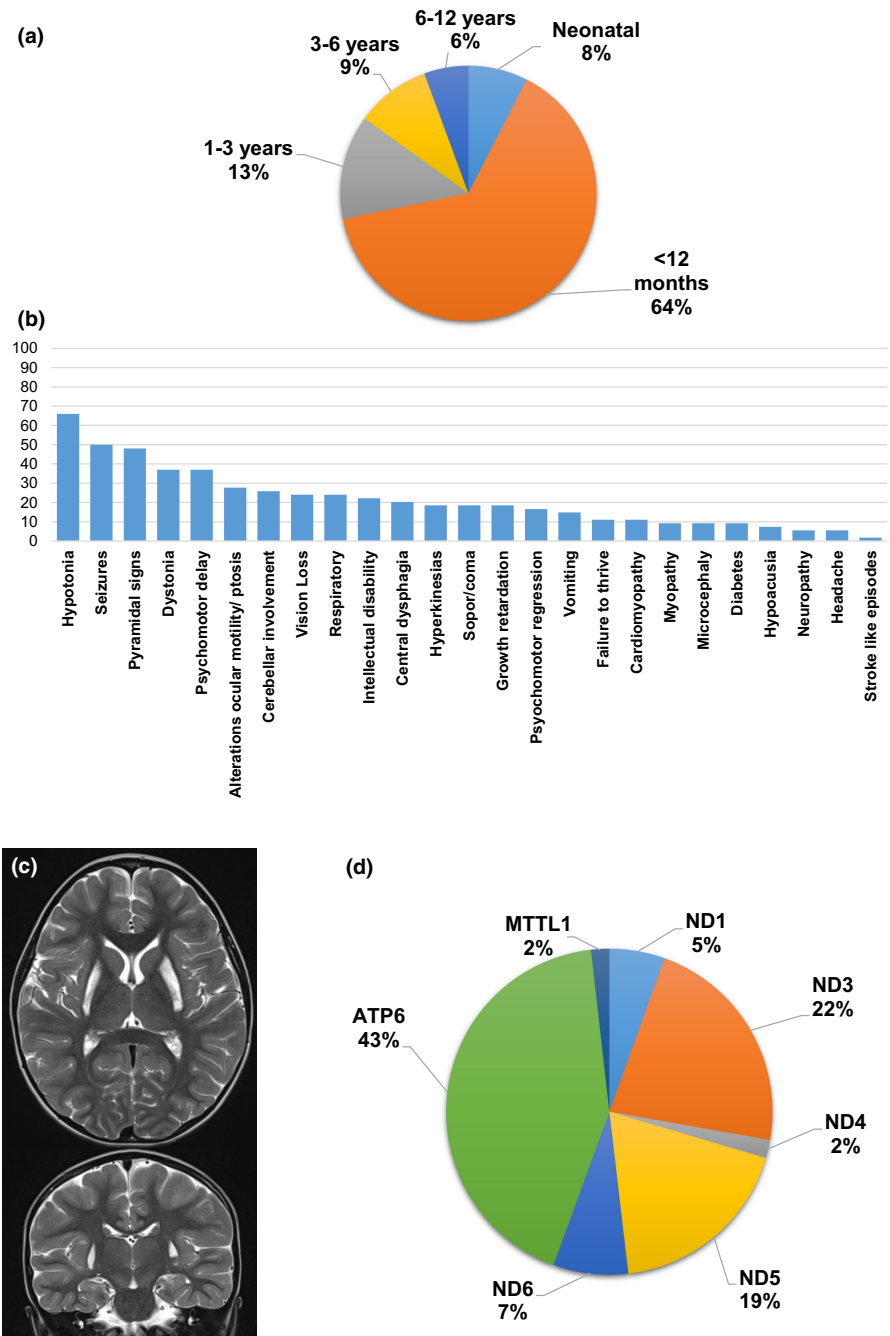 (a)
6-12 years
6%
Neonatal
8%
3-6 years
9%
1-3 years
13%
<12
months
64%
(b)
100
90
80
70
60
50
40
30
20
10
0
Hypotonia
Seizures
Pyramidal signs
Dystonia
Psychomotor delay
Alterations ocular motility/ ptosis
Cerebellar involvement
Vision Loss
Respiratory
Intellectual disability
Central dysphagia
Hyperkinesias
Sopor/coma
Growth retardation
Psyochomotor regression
Vomiting
Failure to thrive
Cardiomyopathy
Myopathy
Microcephaly
Diabetes
Hypoacusia
Neuropathy
Headache
Stroke like episodes
(c)
(d)
MTTL1
2%
ND1
5%
ND3
22%
ATP6
43%
ND4
2%
ND6
7%
ND5
19%